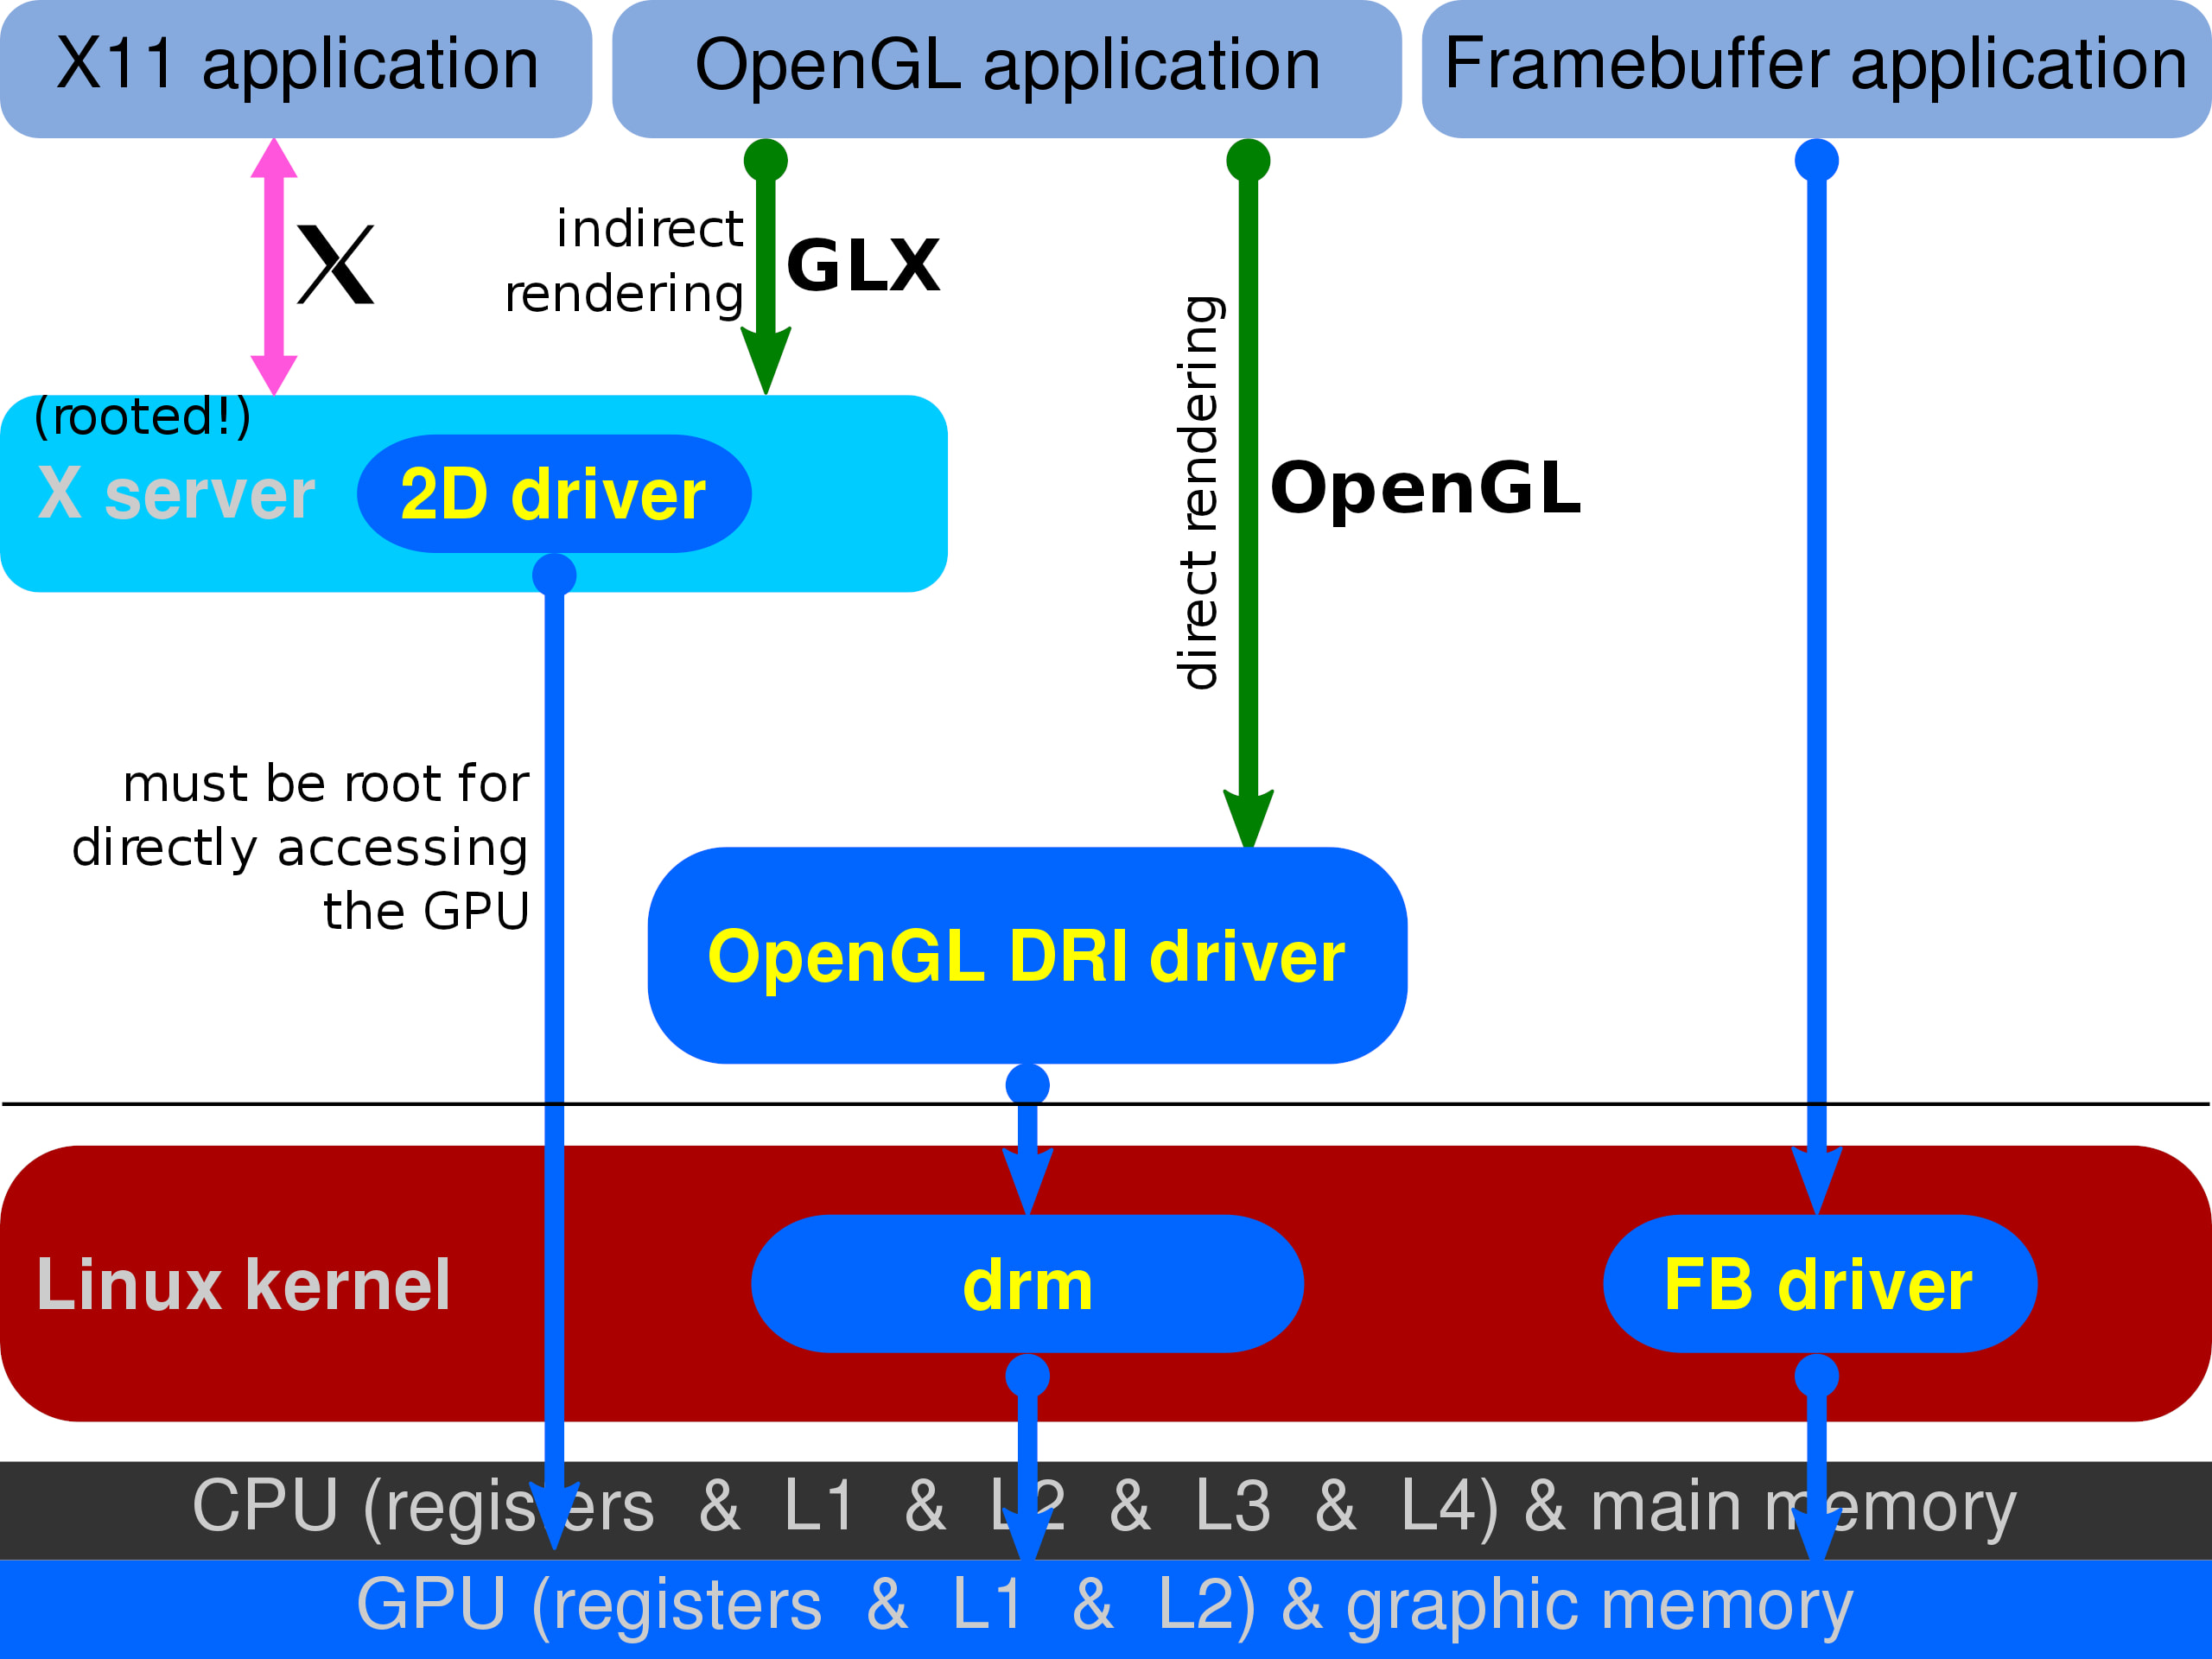 X11 application
OpenGL application
Framebuffer application
X
indirect
rendering
GLX
direct rendering
OpenGL
(rooted!)
X server
2D driver
must be root for
directly accessing
the GPU
OpenGL DRI driver
Linux kernel
drm
FB driver
CPU (registers & L1 & L2 & L3 & L4) & main memory
GPU (registers & L1 & L2) & graphic memory